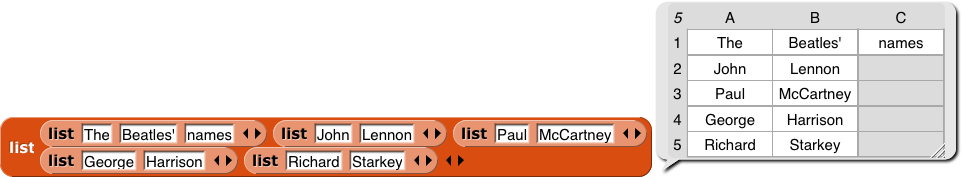 5 A B C
1 The Beatles' names
2 John Lennon
3 Paul McCartney
4 George Harrison
5 Richard Starkey
list
list The Beatles' names list John Lennon list Paul McCartney
list George Harrison list Richard Starkey